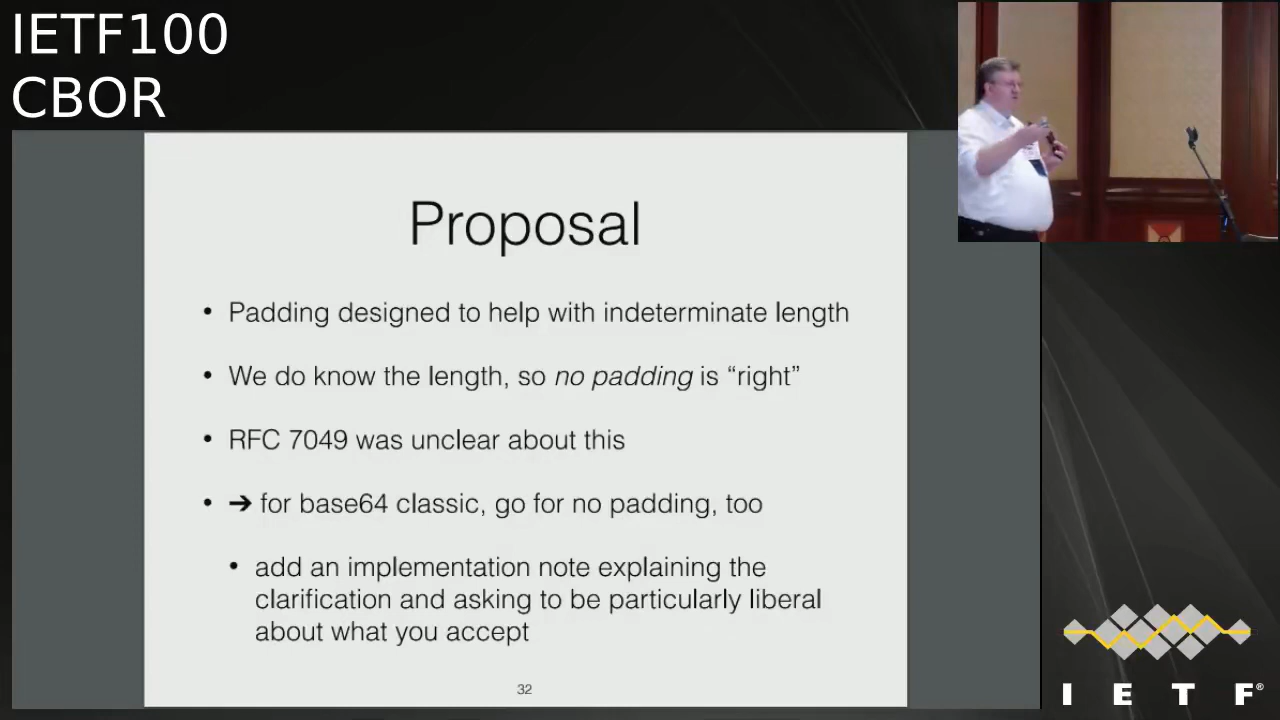 IETF100
CBOR
Proposal
• Padding designed to help with indeterminate length
• We do know the length, so no padding is “right”
• RFC 7049 was unclear about this
• ➔ for base64 classic, go for no padding, too
• add an implementation note explaining the
clarification and asking to be particularly liberal
about what you accept
32
I E T F®